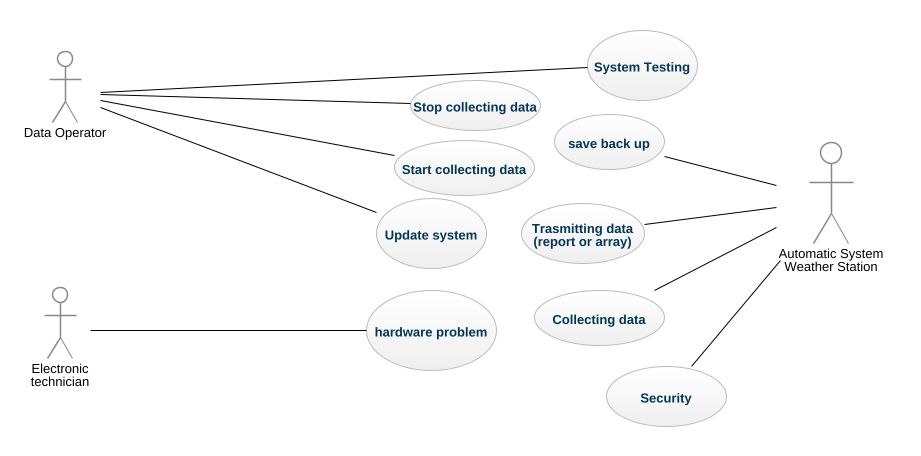 System Testing
Stop collecting data
Data Operator
save back up
Start collecting data
Trasmitting data
(report or array)
Update system
Automatic System
Weather Station
Collecting data
hardware problem
Electronic
technician
Security